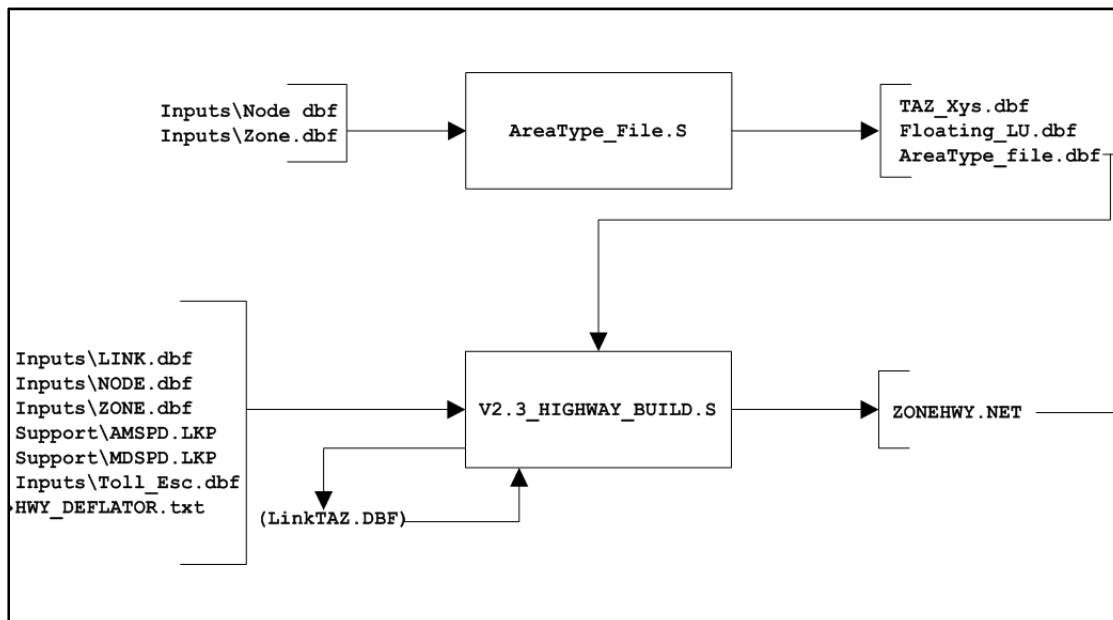 Inputs\Node dbf
Inputs\Zone.dbf
AreaType_File.S
TAZ_Xys.dbf
Floating_LU.dbf
AreaType_file.dbf
Inputs\LINK.dbf
Inputs\NODE.dbf
Inputs\ZONE.dbf
Support\AMSPD.LKP
Support\MDSPD.LKP
Inputs\Toll_Esc.dbf
HWY_DEFLATOR.txt
V2.3_HIGHWAY_BUILD.S
(LinkTAZ.DBF)
ZONEHWY.NET